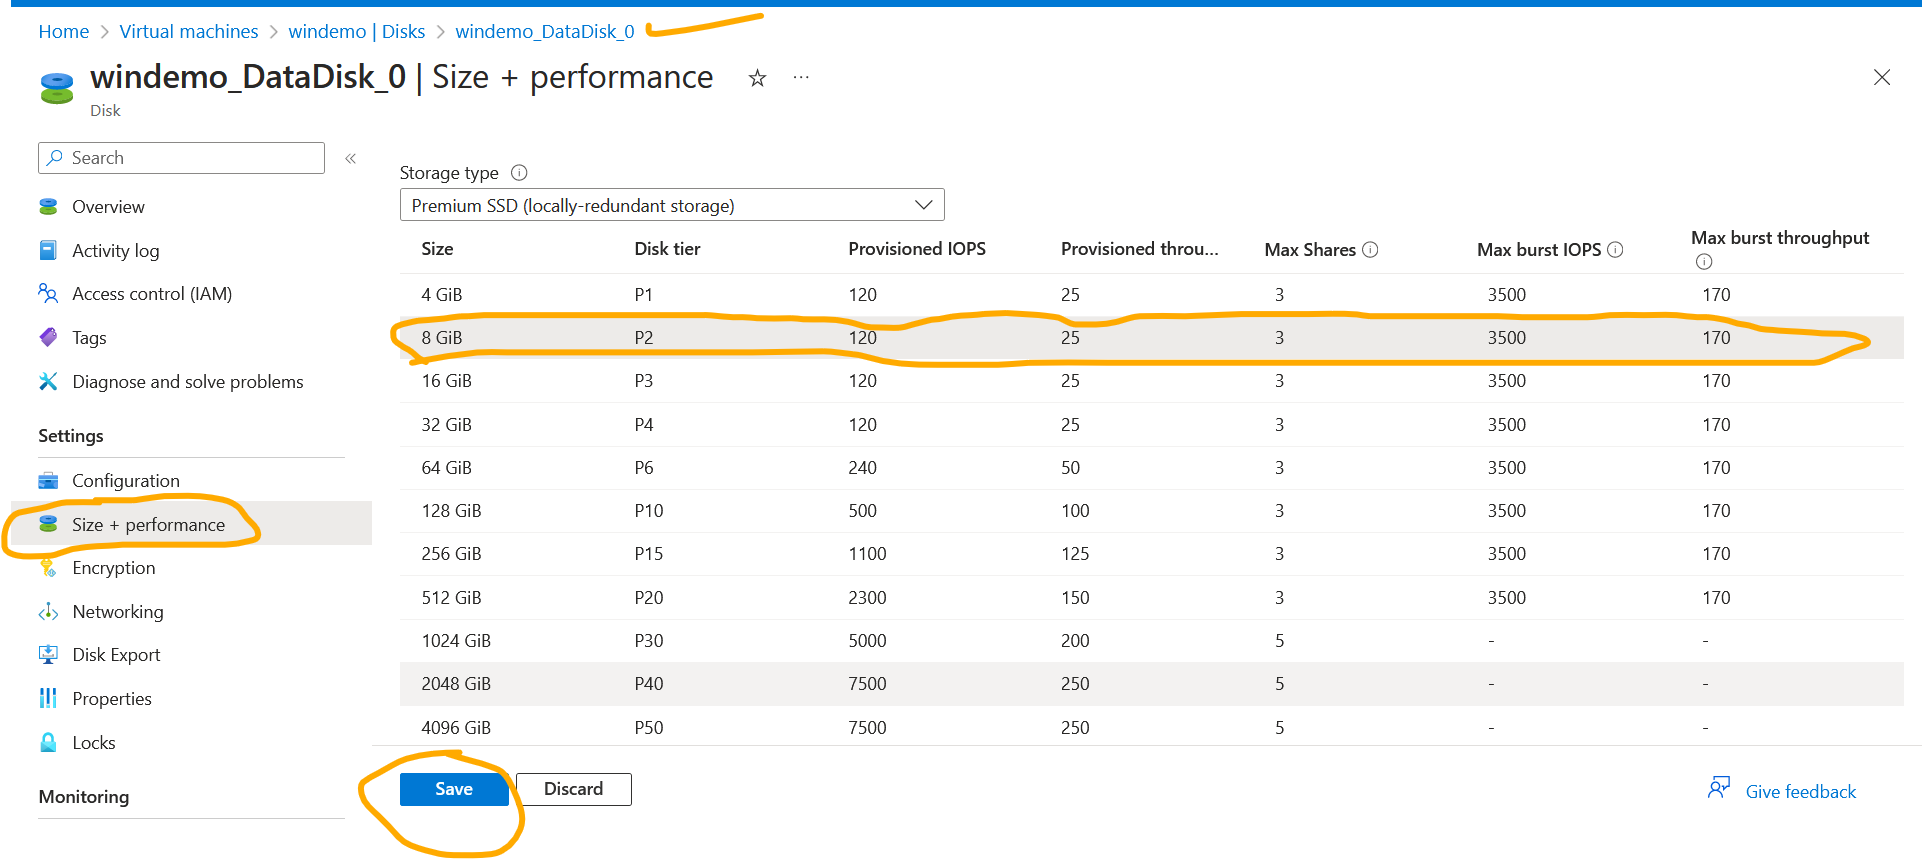 Home > Virtual machines > windemo | Disks > windemo_DataDisk_0
windemo_DataDisk_0 | Size + performance ☆ ...
Disk
Search «
Overview
Activity log
Access control (IAM)
Tags
Diagnose and solve problems
Settings
Configuration
Size + performance
Encryption
Networking
Disk Export
Properties
Locks
Monitoring
Storage type
Premium SSD (locally-redundant storage)
Size Disk tier Provisioned IOPS Provisioned throu... Max Shares Max burst IOPS Max burst throughput
4 GiB P1 120 25 3 3500 170
8 GiB P2 120 25 3 3500 170
16 GiB P3 120 25 3 3500 170
32 GiB P4 120 25 3 3500 170
64 GiB P6 240 50 3 3500 170
128 GiB P10 500 100 3 3500 170
256 GiB P15 1100 125 3 3500 170
512 GiB P20 2300 150 3 3500 170
1024 GiB P30 5000 200 5 - -
2048 GiB P40 7500 250 5 - -
4096 GiB P50 7500 250 5 - -
Save Discard
Give feedback